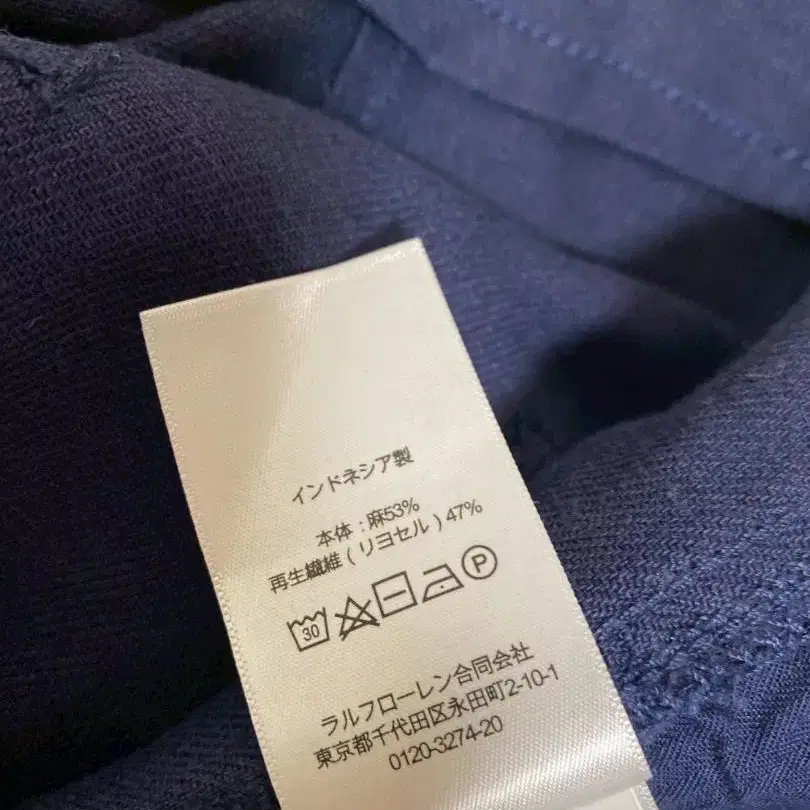 インドネシア製
本体 : 麻53%
再生繊維 ( リヨセル ) 47%
30 P
ラルフローレン合同会社
東京都千代田区永田町2-10-1
0120-3274-20